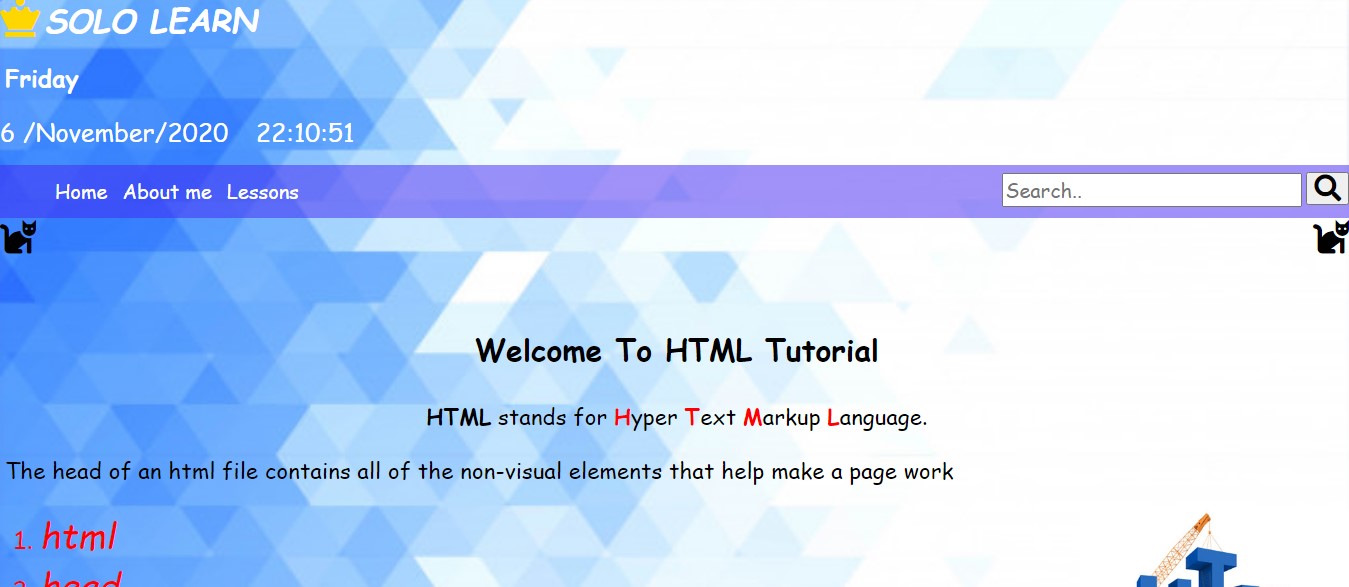 SOLO LEARN
Friday
6 /November/2020 22:10:51
Home About me Lessons Search..
Welcome To HTML Tutorial
HTML stands for Hyper Text Markup Language.
The head of an html file contains all of the non-visual elements that help make a page work
1. html
2. head